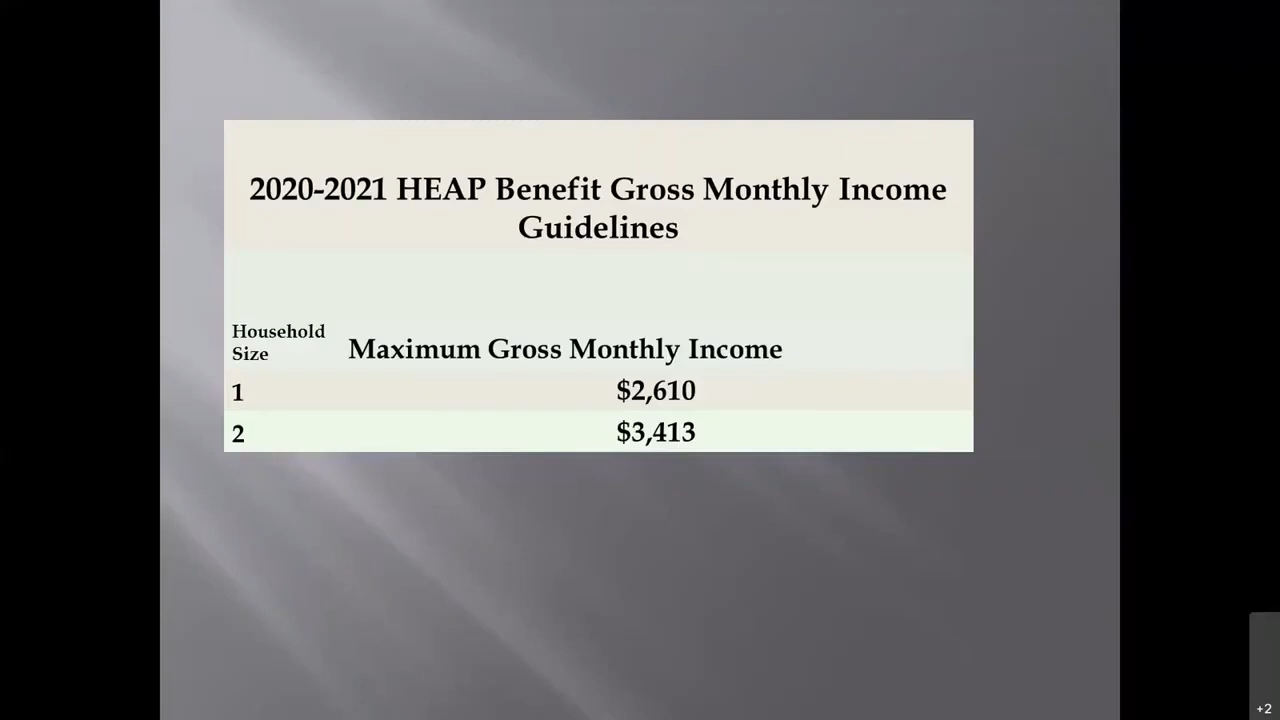 2020-2021 HEAP Benefit Gross Monthly Income
Guidelines
Household
Size
Maximum Gross Monthly Income
1 $2,610
2 $3,413
+2